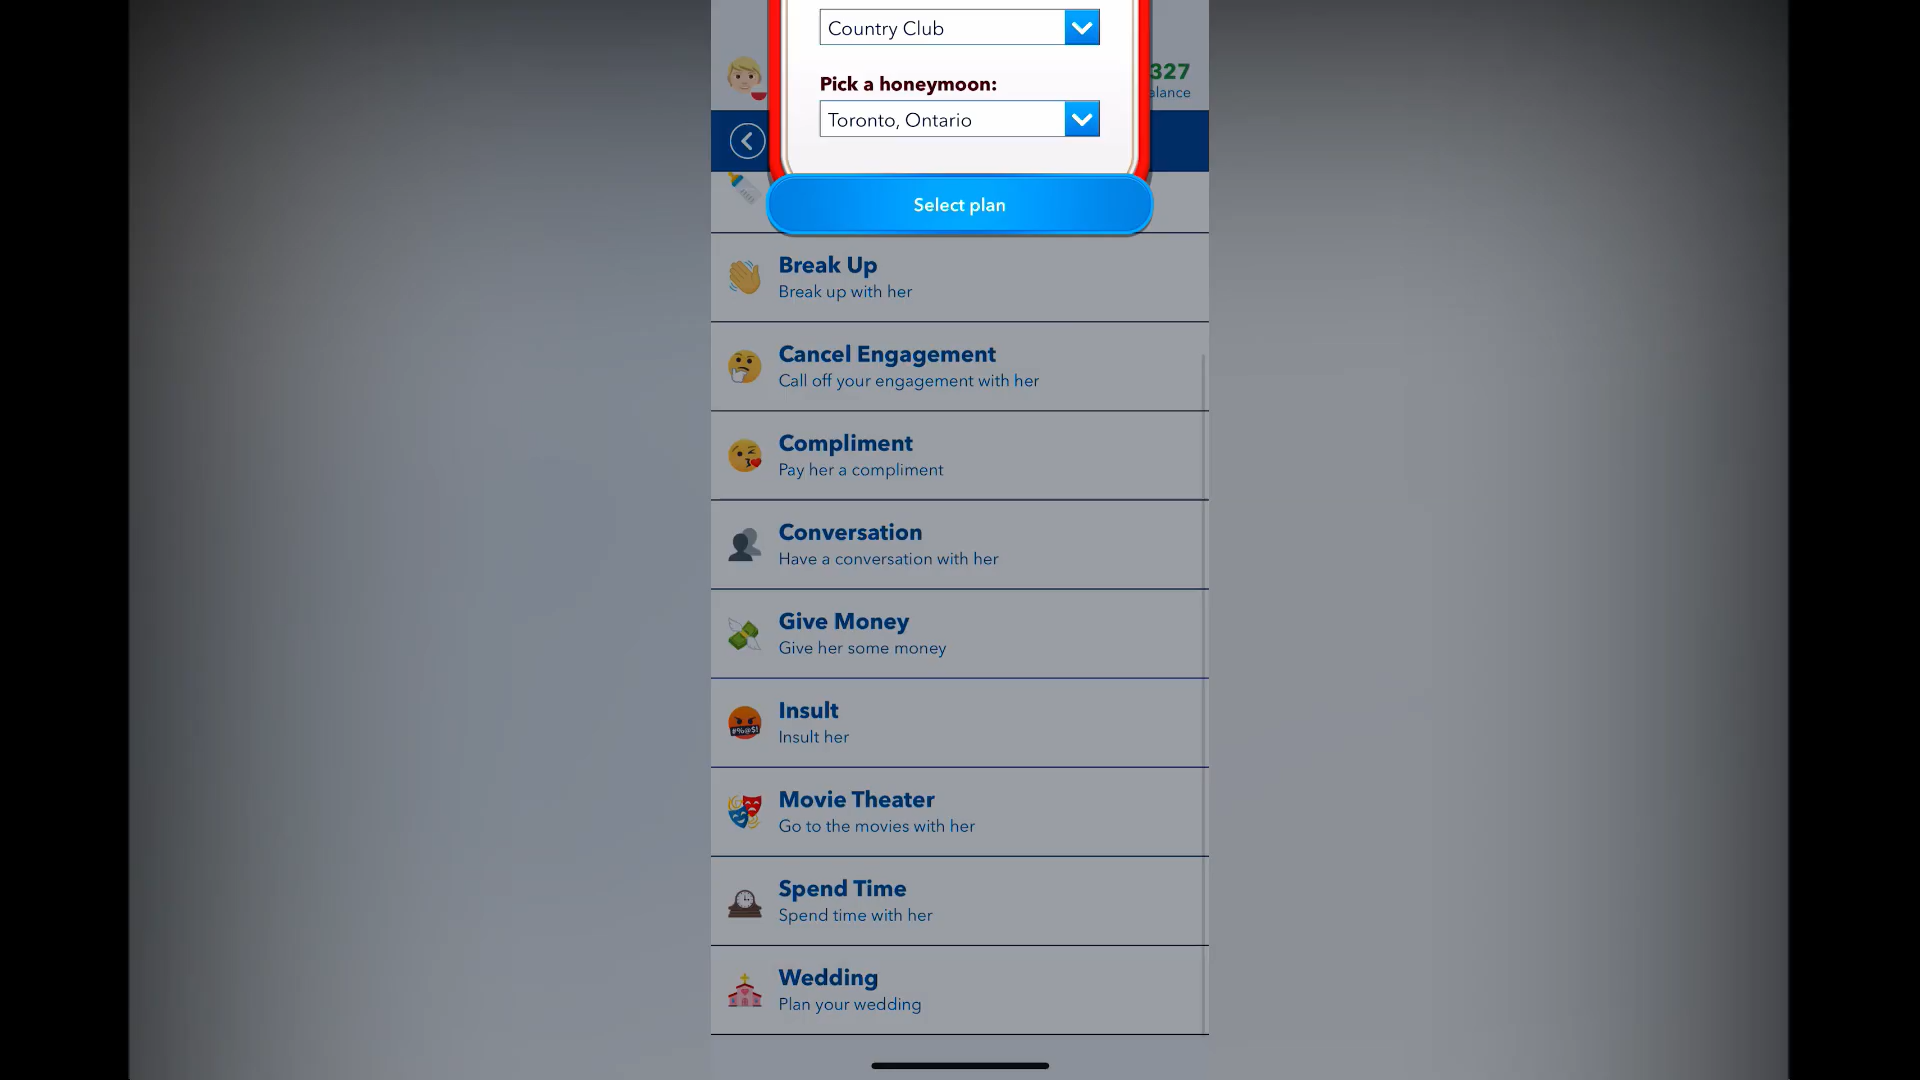 Country Club
Pick a honeymoon:
327
Toronto, Ontario
Select plan
Break Up
Break up with her
Cancel Engagement
Call off your engagement with her
Compliment
Pay her a compliment
Conversation
Have a conversation with her
Give Money
Give her some money
Insult
Insult her
Movie Theater
Go to the movies with her
Spend Time
Spend time with her
Wedding
Plan your wedding